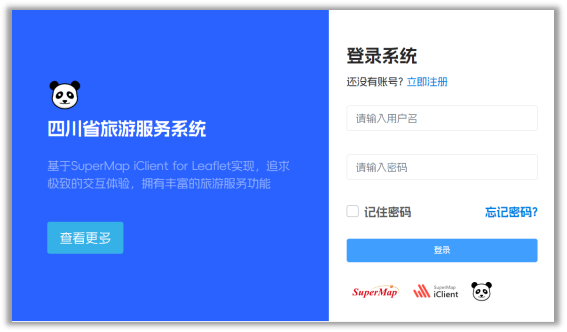 四川省旅游服务系统
基于SuperMap iClient for Leaflet实现，追求
极致的交互体验，拥有丰富的旅游服务功能
查看更多
登录系统
还没有账号? 立即注册
请输入用户名
请输入密码
记住密码 忘记密码?
登录
SuperMap
SuperMap
iClient